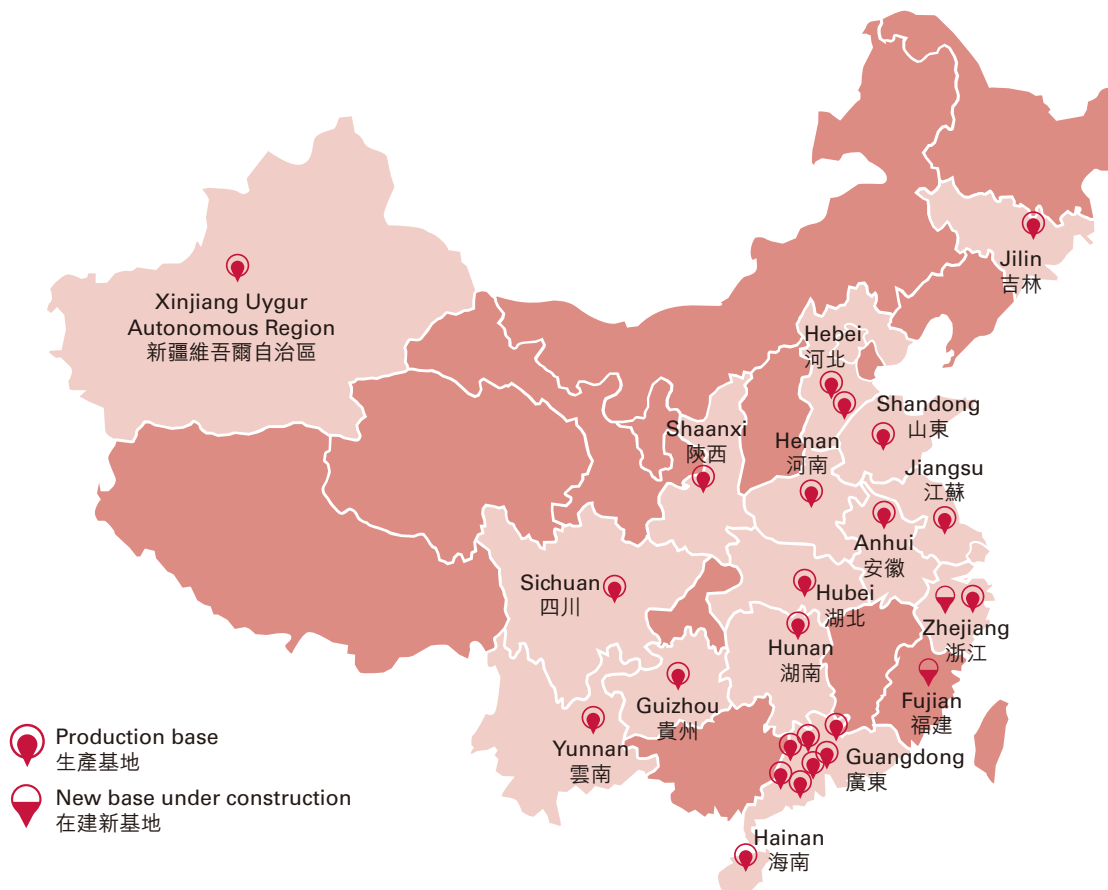 Xinjiang Uygur
Autonomous Region
新疆維吾爾自治區
Jilin
吉林
Hebei
河北
Shandong
山東
Shaanxi
陝西
Henan
河南
Jiangsu
江蘇
Anhui
安徽
Sichuan
四川
Hubei
湖北
Zhejiang
浙江
Hunan
湖南
Guizhou
貴州
Fujian
福建
Yunnan
雲南
Guangdong
廣東
Hainan
海南
Production base
生產基地
New base under construction
在建新基地